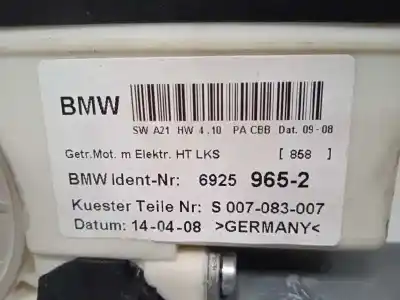 BMW
SW A21 HW 4.10 PA CBB Dat. 09-08
Getr.Mot. m Elektr. HT LKS [ 858 ]
BMW Ident-Nr: 6925 965-2
Kuester Teile Nr: S 007-083-007
Datum: 14-04-08 >GERMANY<